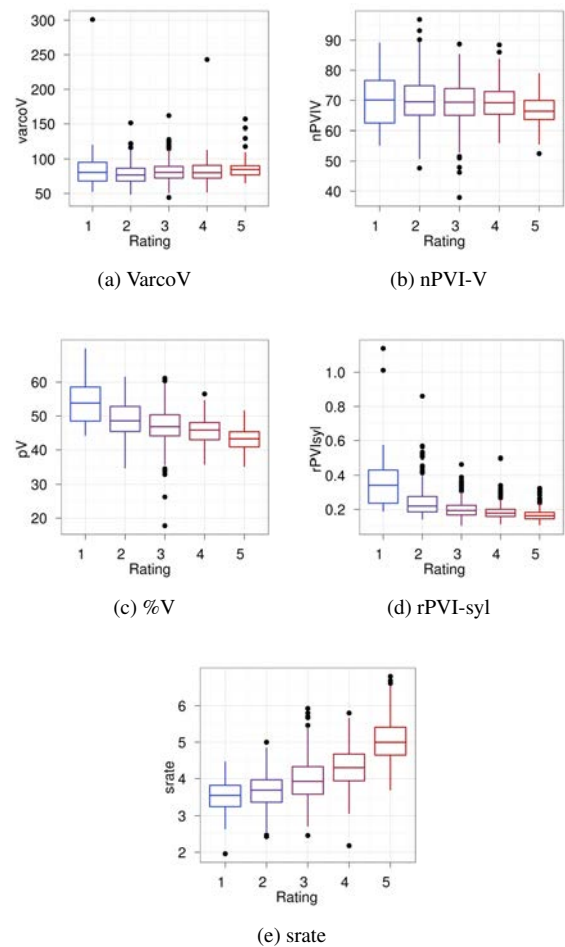 300
250
200
150
100
50
varcoV
1 2 3 4 5
Rating
(a) VarcoV
90
80
70
60
50
40
nPVIV
1 2 3 4 5
Rating
(b) nPVI-V
60
50
40
30
20
pV
1 2 3 4 5
Rating
(c) %V
1.0
0.8
0.6
0.4
0.2
rPVIsyl
1 2 3 4 5
Rating
(d) rPVI-syl
6
5
4
3
2
srate
1 2 3 4 5
Rating
(e) srate